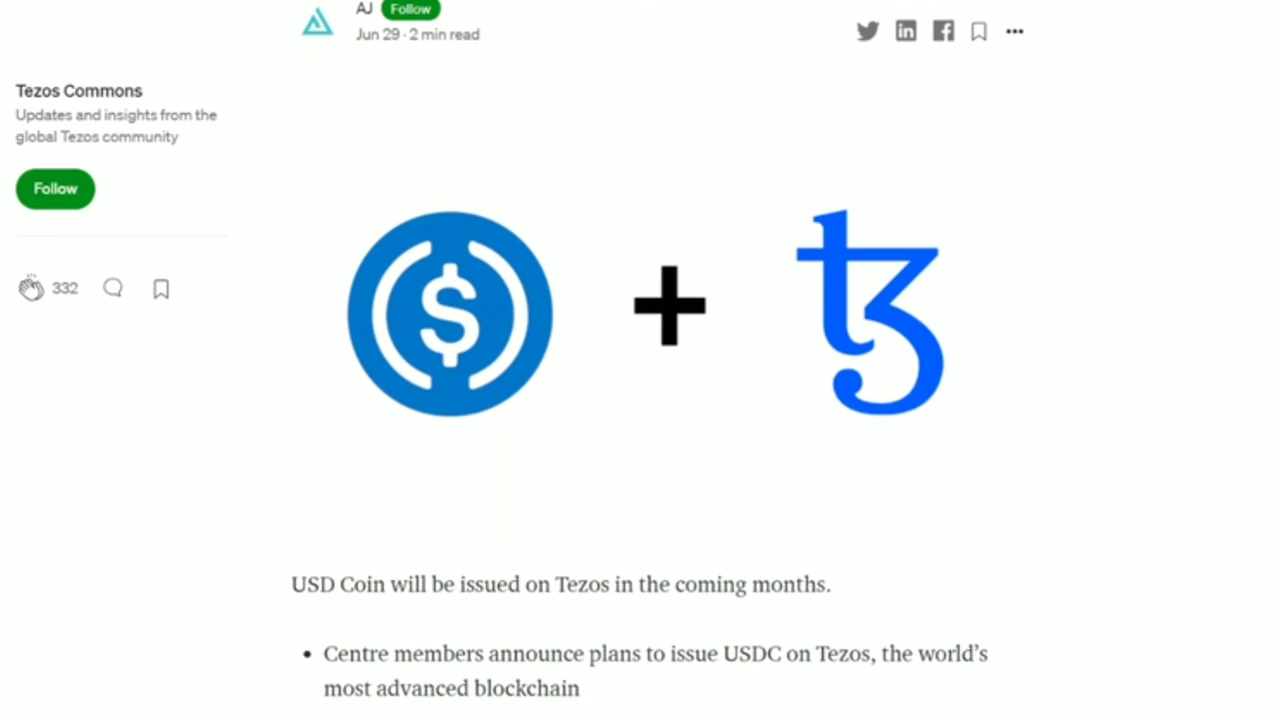 AJ Follow
Jun 29 · 2 min read
Tezos Commons
Updates and insights from the
global Tezos community
Follow
332
USD Coin will be issued on Tezos in the coming months.
• Centre members announce plans to issue USDC on Tezos, the world’s
most advanced blockchain